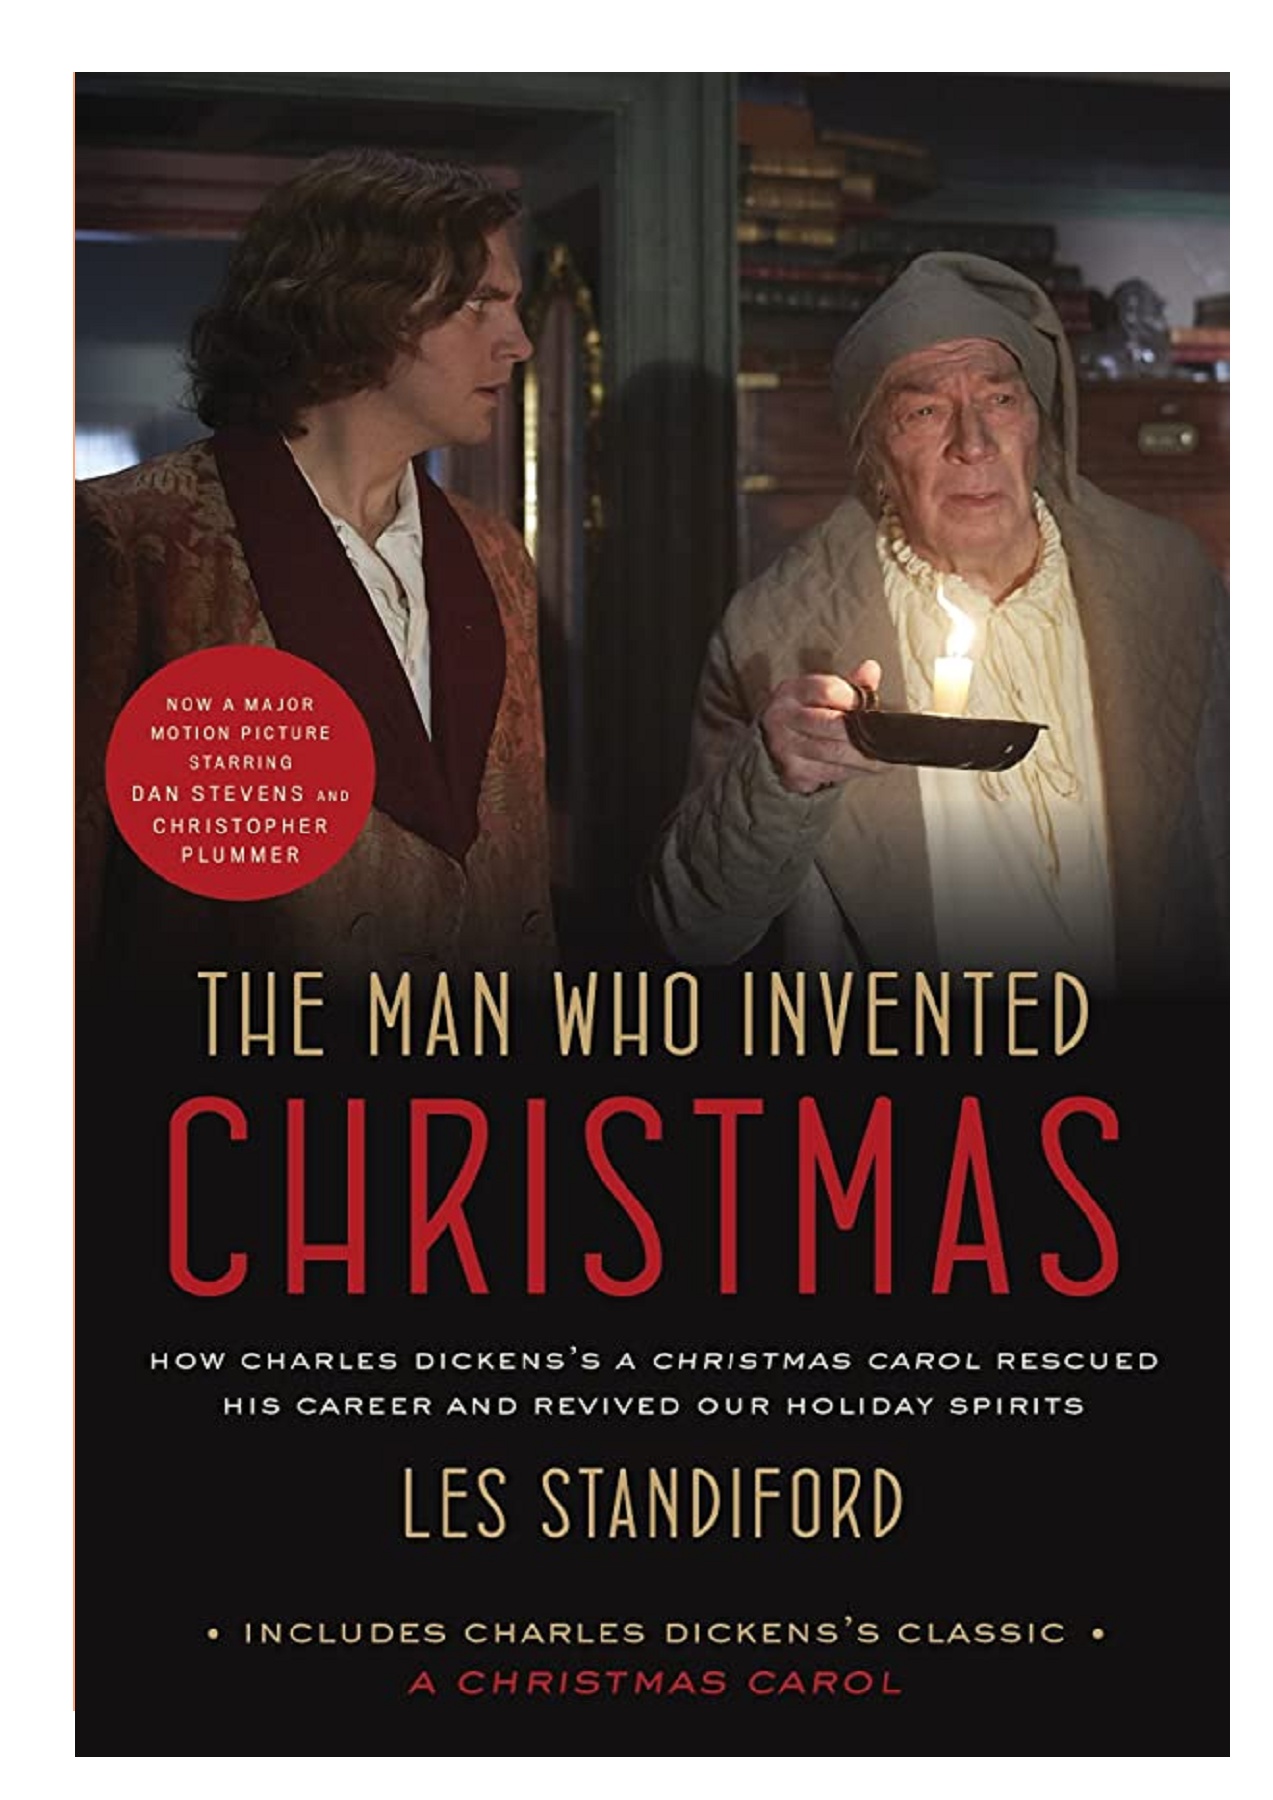 NOW A MAJOR
MOTION PICTURE
STARRING
DAN STEVENS AND
CHRISTOPHER
PLUMMER
THE MAN WHO INVENTED
CHRISTMAS
HOW CHARLES DICKENS'S A CHRISTMAS CAROL RESCUED
HIS CAREER AND REVIVED OUR HOLIDAY SPIRITS
LES STANDIFORD
• INCLUDES CHARLES DICKENS'S CLASSIC •
A CHRISTMAS CAROL